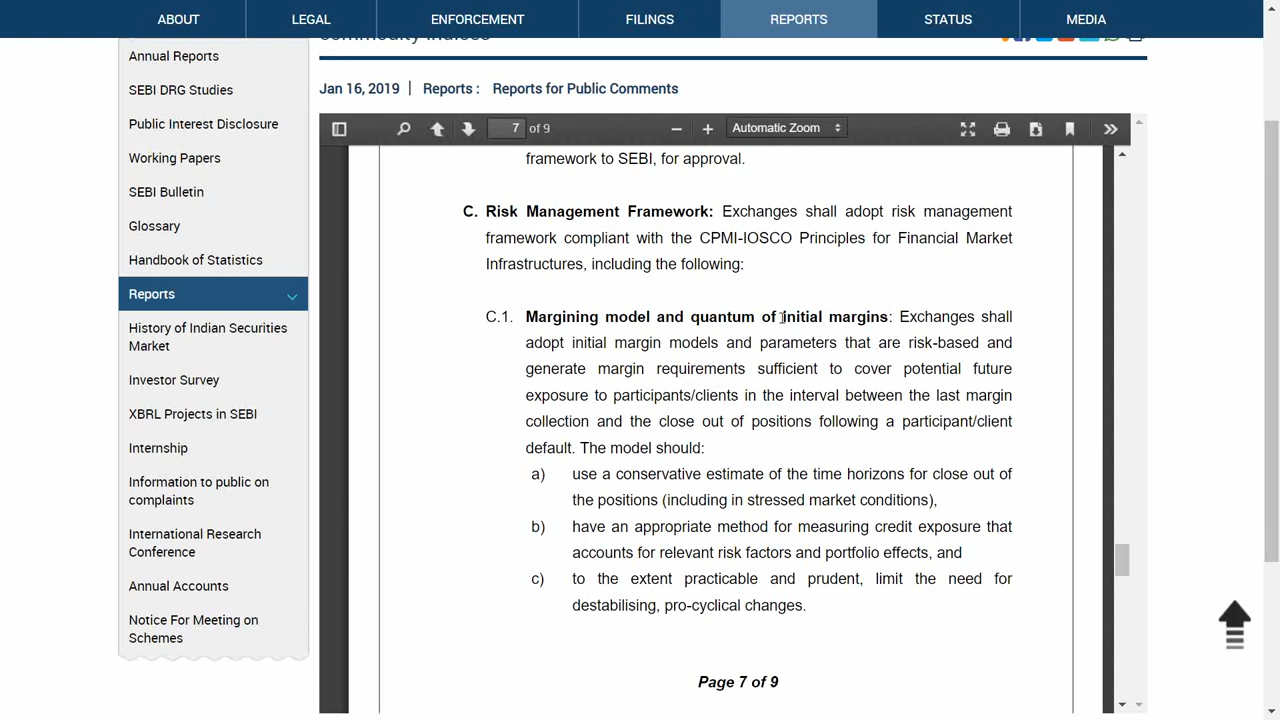 ABOUT LEGAL ENFORCEMENT FILINGS REPORTS STATUS MEDIA
commodity indices
Annual Reports
SEBI DRG Studies
Public Interest Disclosure
Working Papers
SEBI Bulletin
Glossary
Handbook of Statistics
Reports
History of Indian Securities
Market
Investor Survey
XBRL Projects in SEBI
Internship
Information to public on
complaints
International Research
Conference
Annual Accounts
Notice For Meeting on
Schemes
Jan 16, 2019 | Reports : Reports for Public Comments
7 of 9 Automatic Zoom
framework to SEBI, for approval.
C. Risk Management Framework: Exchanges shall adopt risk management
framework compliant with the CPMI-IOSCO Principles for Financial Market
Infrastructures, including the following:
C.1. Margining model and quantum of initial margins: Exchanges shall
adopt initial margin models and parameters that are risk-based and
generate margin requirements sufficient to cover potential future
exposure to participants/clients in the interval between the last margin
collection and the close out of positions following a participant/client
default. The model should:
a) use a conservative estimate of the time horizons for close out of
the positions (including in stressed market conditions),
b) have an appropriate method for measuring credit exposure that
accounts for relevant risk factors and portfolio effects, and
c) to the extent practicable and prudent, limit the need for
destabilising, pro-cyclical changes.
Page 7 of 9